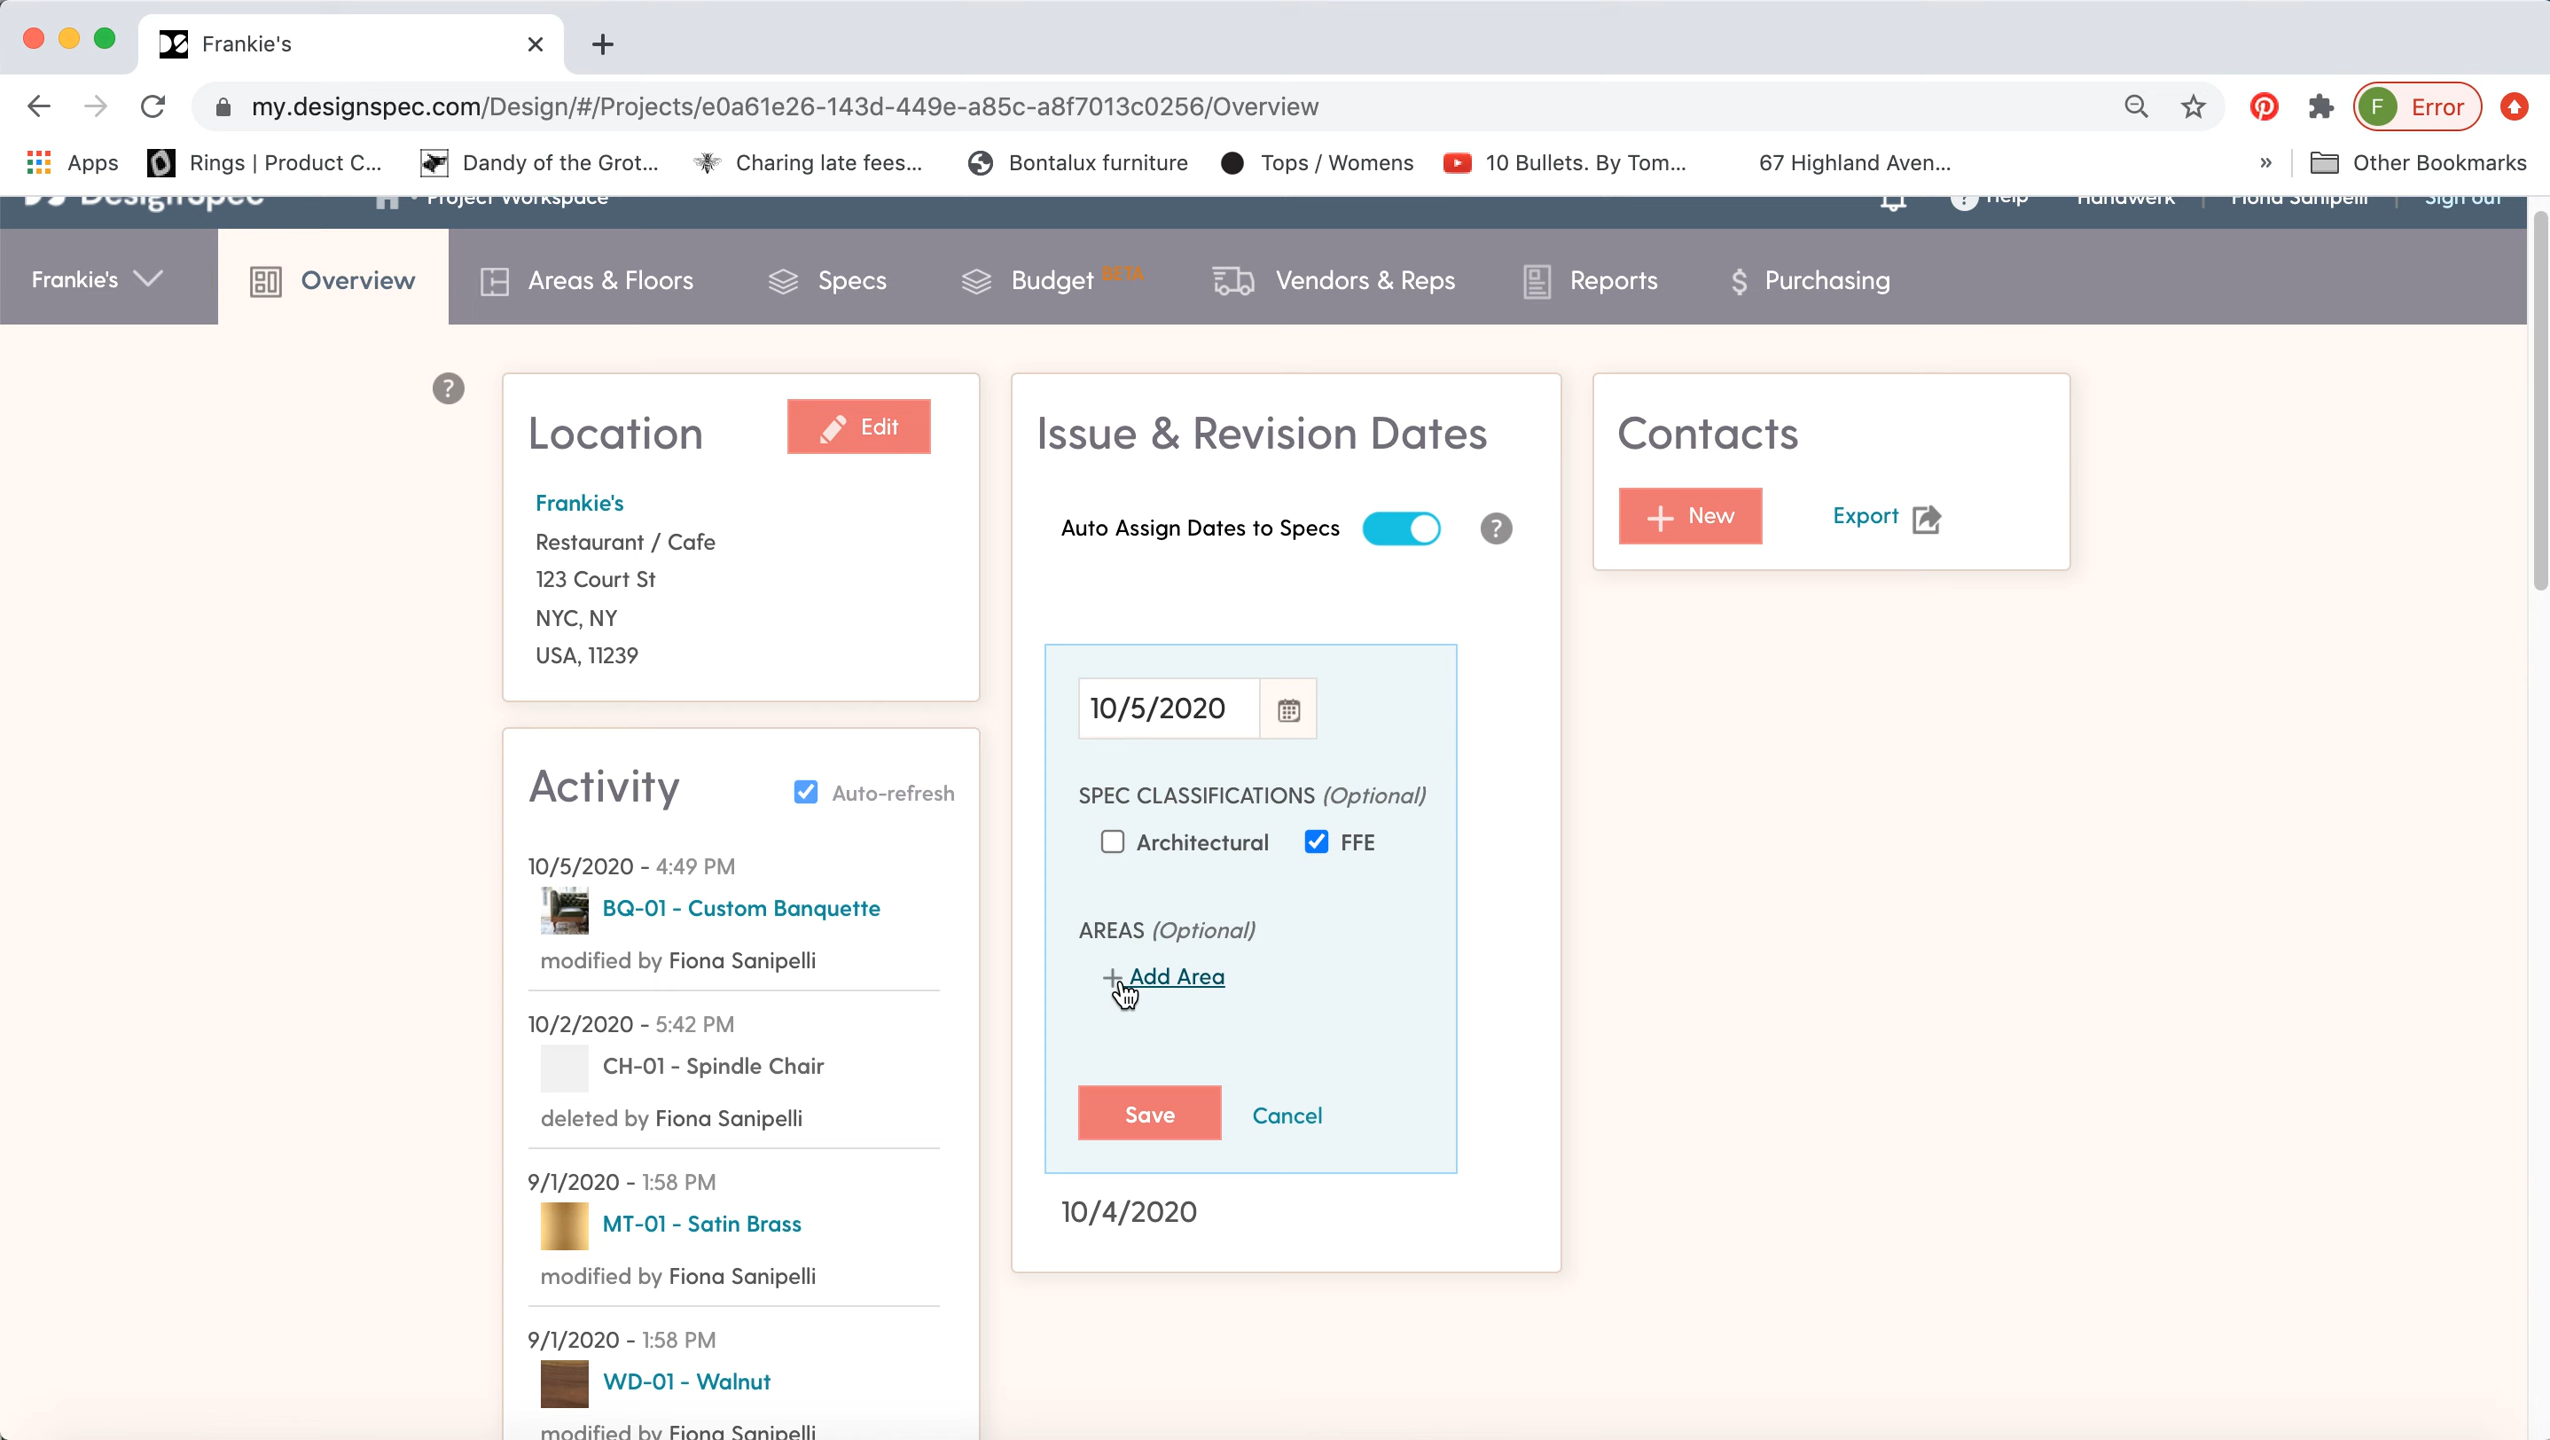 Frankie's
my.designspec.com/Design/#/Projects/e0a61e26-143d-449e-a85c-a8f7013c0256/Overview
F Error
Apps
Rings | Product C...
Dandy of the Grot...
Charing late fees...
Bontalux furniture
Tops / Womens
10 Bullets. By Tom...
67 Highland Aven...
»
Other Bookmarks
DesignSpec
Project Workspace
? Help
Handwerk
Fiona Sanipelli
Sign out
Frankie's
Overview
Areas & Floors
Specs
Budget BETA
Vendors & Reps
Reports
$ Purchasing
?
Location
Edit
Frankie's
Restaurant / Cafe
123 Court St
NYC, NY
USA, 11239
Activity
Auto-refresh
10/5/2020 - 4:49 PM
BQ-01 - Custom Banquette
modified by Fiona Sanipelli
10/2/2020 - 5:42 PM
CH-01 - Spindle Chair
deleted by Fiona Sanipelli
9/1/2020 - 1:58 PM
MT-01 - Satin Brass
modified by Fiona Sanipelli
9/1/2020 - 1:58 PM
WD-01 - Walnut
modified by Fiona Sanipelli
Issue & Revision Dates
Auto Assign Dates to Specs ?
10/5/2020
SPEC CLASSIFICATIONS (Optional)
Architectural FFE
AREAS (Optional)
+ Add Area
Save Cancel
10/4/2020
Contacts
+ New
Export